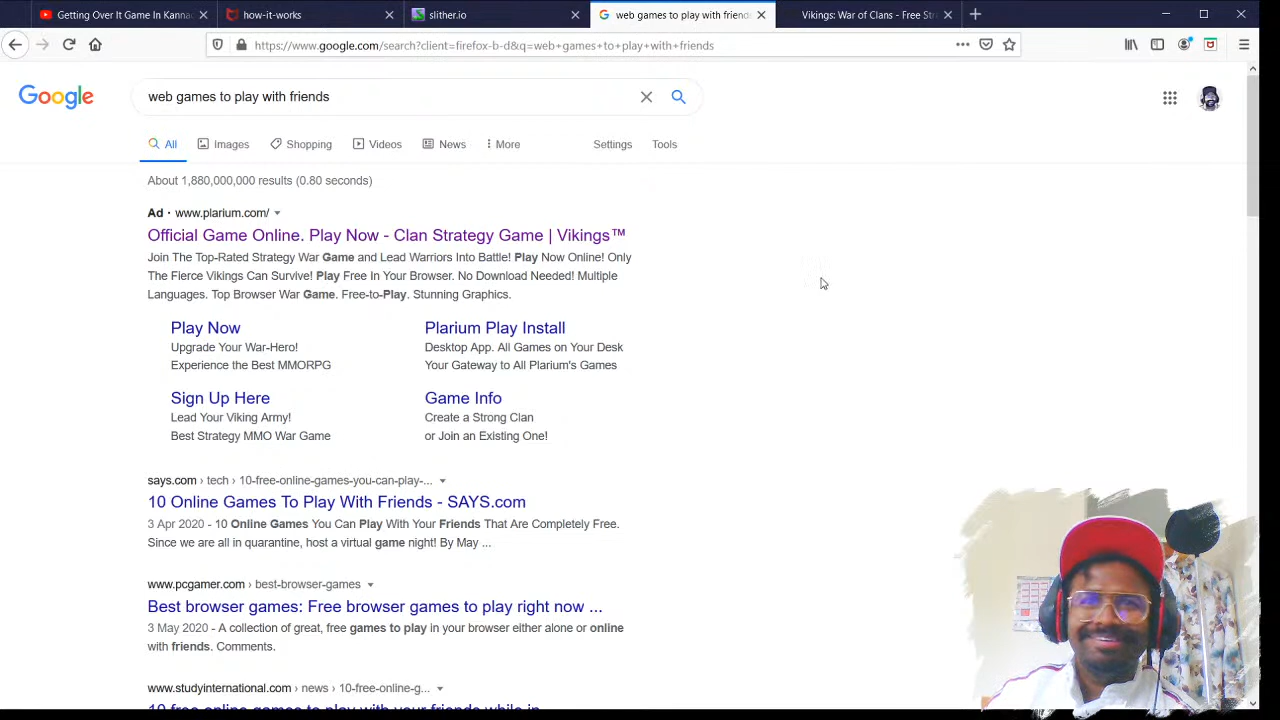 Getting Over It Game In Kannad
how-it-works
slither.io
web games to play with friends
Vikings: War of Clans - Free Str
https://www.google.com/search?client=firefox-b-d&q=web+games+to+play+with+friends
Google
web games to play with friends
All
Images
Shopping
Videos
News
More
Settings
Tools
About 1,880,000,000 results (0.80 seconds)
Ad · www.plarium.com/
Official Game Online. Play Now - Clan Strategy Game | Vikings™
Join The Top-Rated Strategy War Game and Lead Warriors Into Battle! Play Now Online! Only
The Fierce Vikings Can Survive! Play Free In Your Browser. No Download Needed! Multiple
Languages. Top Browser War Game. Free-to-Play. Stunning Graphics.
Play Now
Upgrade Your War-Hero!
Experience the Best MMORPG
Plarium Play Install
Desktop App. All Games on Your Desk
Your Gateway to All Plarium's Games
Sign Up Here
Lead Your Viking Army!
Best Strategy MMO War Game
Game Info
Create a Strong Clan
or Join an Existing One!
says.com › tech › 10-free-online-games-you-can-play-...
10 Online Games To Play With Friends - SAYS.com
3 Apr 2020 - 10 Online Games You Can Play With Your Friends That Are Completely Free.
Since we are all in quarantine, host a virtual game night! By May ...
www.pcgamer.com › best-browser-games
Best browser games: Free browser games to play right now ...
3 May 2020 - A collection of great, free games to play in your browser either alone or online
with friends. Comments.
www.studyinternational.com › news › 10-free-online-g...
10 free online games to play with your friends while in